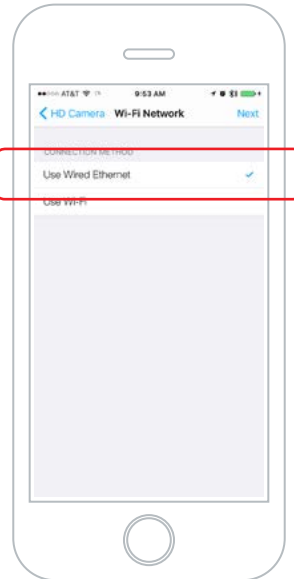 AT&T 9:53 AM
HD Camera Wi-Fi Network Next
CONNECTION METHOD
Use Wired Ethernet
Use Wi-Fi